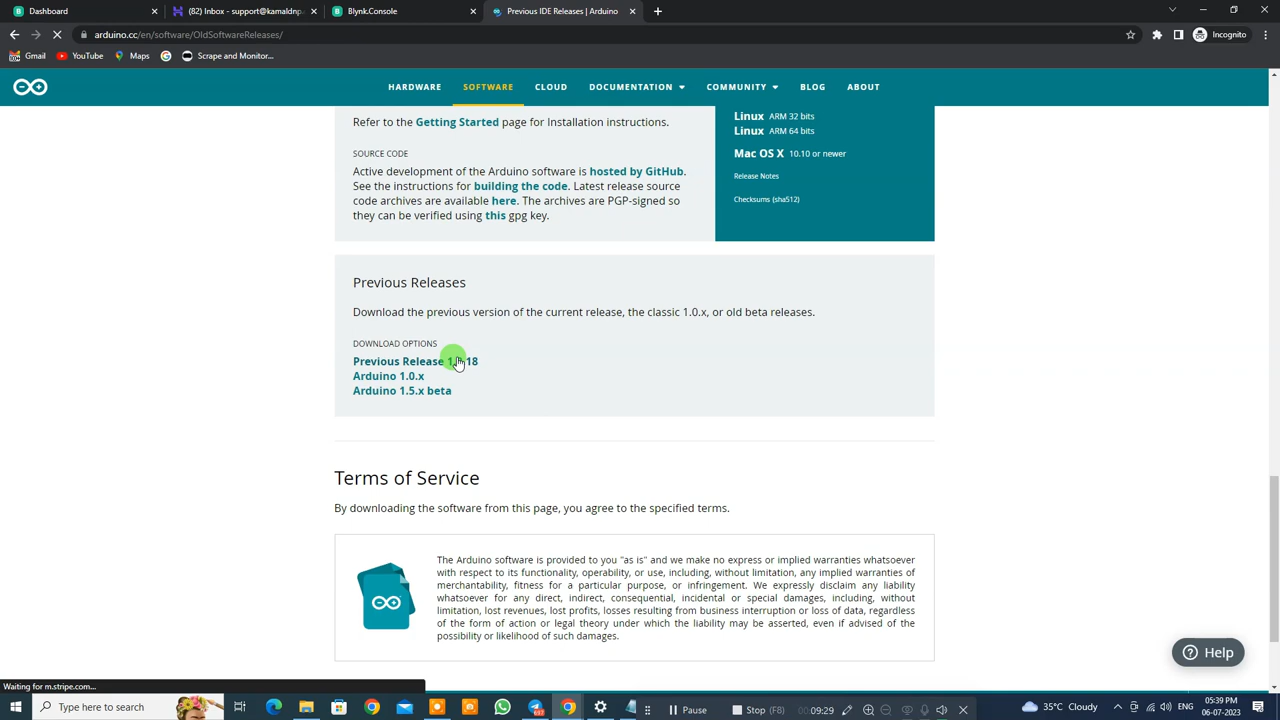 Dashboard
(82) Inbox - support@kamaldnp
Blynk.Console
Previous IDE Releases | Arduino
arduino.cc/en/software/OldSoftwareReleases/
Incognito
Gmail
YouTube
Maps
Scrape and Monitor...
HARDWARE
SOFTWARE
CLOUD
DOCUMENTATION
COMMUNITY
BLOG
ABOUT
Refer to the Getting Started page for Installation instructions.
SOURCE CODE
Active development of the Arduino software is hosted by GitHub.
See the instructions for building the code. Latest release source
code archives are available here. The archives are PGP-signed so
they can be verified using this gpg key.
Linux ARM 32 bits
Linux ARM 64 bits
Mac OS X 10.10 or newer
Release Notes
Checksums (sha512)
Previous Releases
Download the previous version of the current release, the classic 1.0.x, or old beta releases.
DOWNLOAD OPTIONS
Previous Release 18
Arduino 1.0.x
Arduino 1.5.x beta
Terms of Service
By downloading the software from this page, you agree to the specified terms.
The Arduino software is provided to you "as is" and we make no express or implied warranties whatsoever
with respect to its functionality, operability, or use, including, without limitation, any implied warranties of
merchantability, fitness for a particular purpose, or infringement. We expressly disclaim any liability
whatsoever for any direct, indirect, consequential, incidental or special damages, including, without
limitation, lost revenues, lost profits, losses resulting from business interruption or loss of data, regardless
of the form of action or legal theory under which the liability may be asserted, even if advised of the
possibility or likelihood of such damages.
Help
Waiting for m.stripe.com...
Type here to search
Pause
Stop (F8)
00:09:29
35°C Cloudy
05:39 PM
06-07-2023